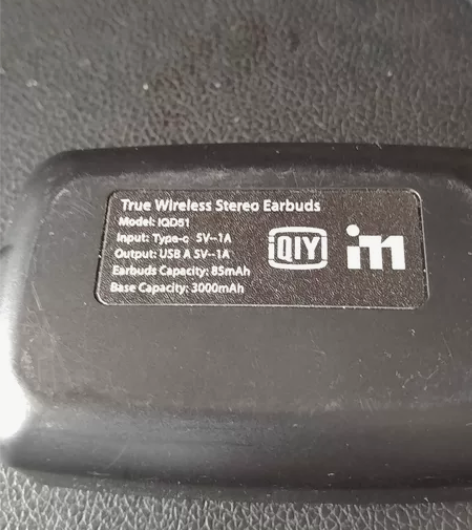 True Wireless Stereo Earbuds
Model: IQD51
Input: Type-c 5V--1A
Output: USB A 5V--1A
Earbuds Capacity: 85mAh
Base Capacity: 3000mAh
iQIY
im